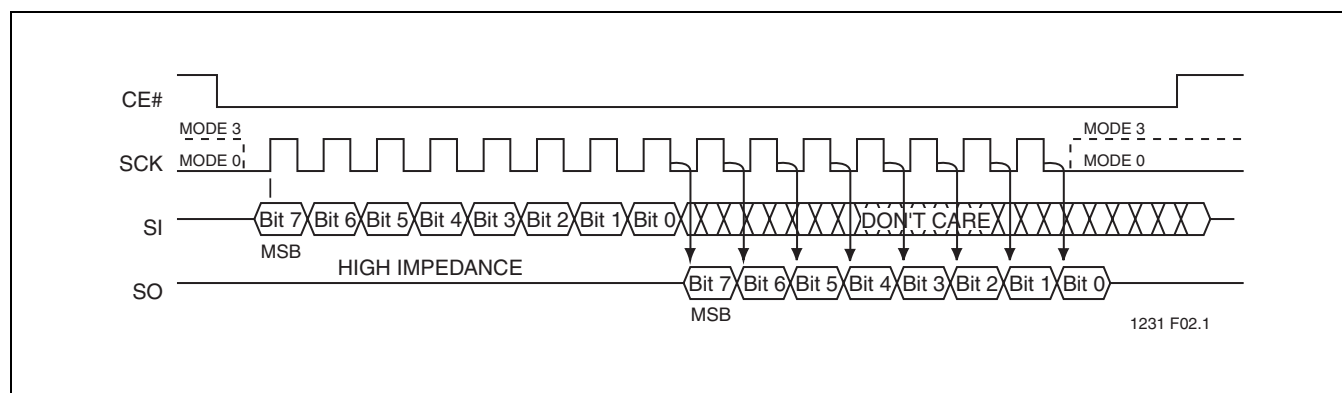 CE#
MODE 3 MODE 3
SCK MODE 0 MODE 0
SI Bit 7 Bit 6 Bit 5 Bit 4 Bit 3 Bit 2 Bit 1 Bit 0 DON'T CARE
MSB
HIGH IMPEDANCE
SO Bit 7 Bit 6 Bit 5 Bit 4 Bit 3 Bit 2 Bit 1 Bit 0
MSB
1231 F02.1